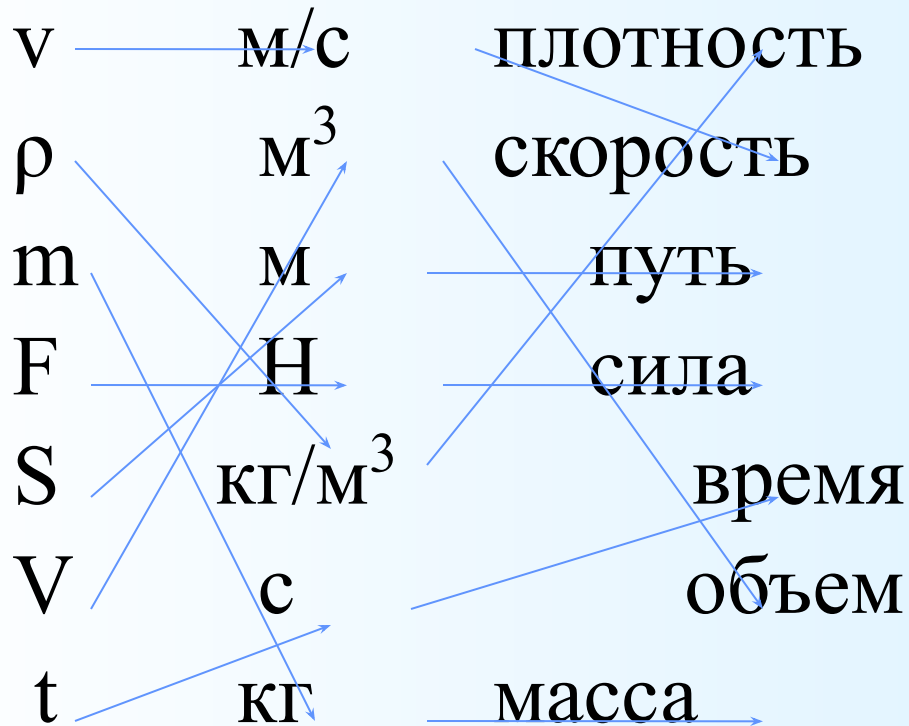 v м/с плотность
ρ м³ скорость
m м путь
F Н сила
S кг/м³ время
V с объем
t кг масса